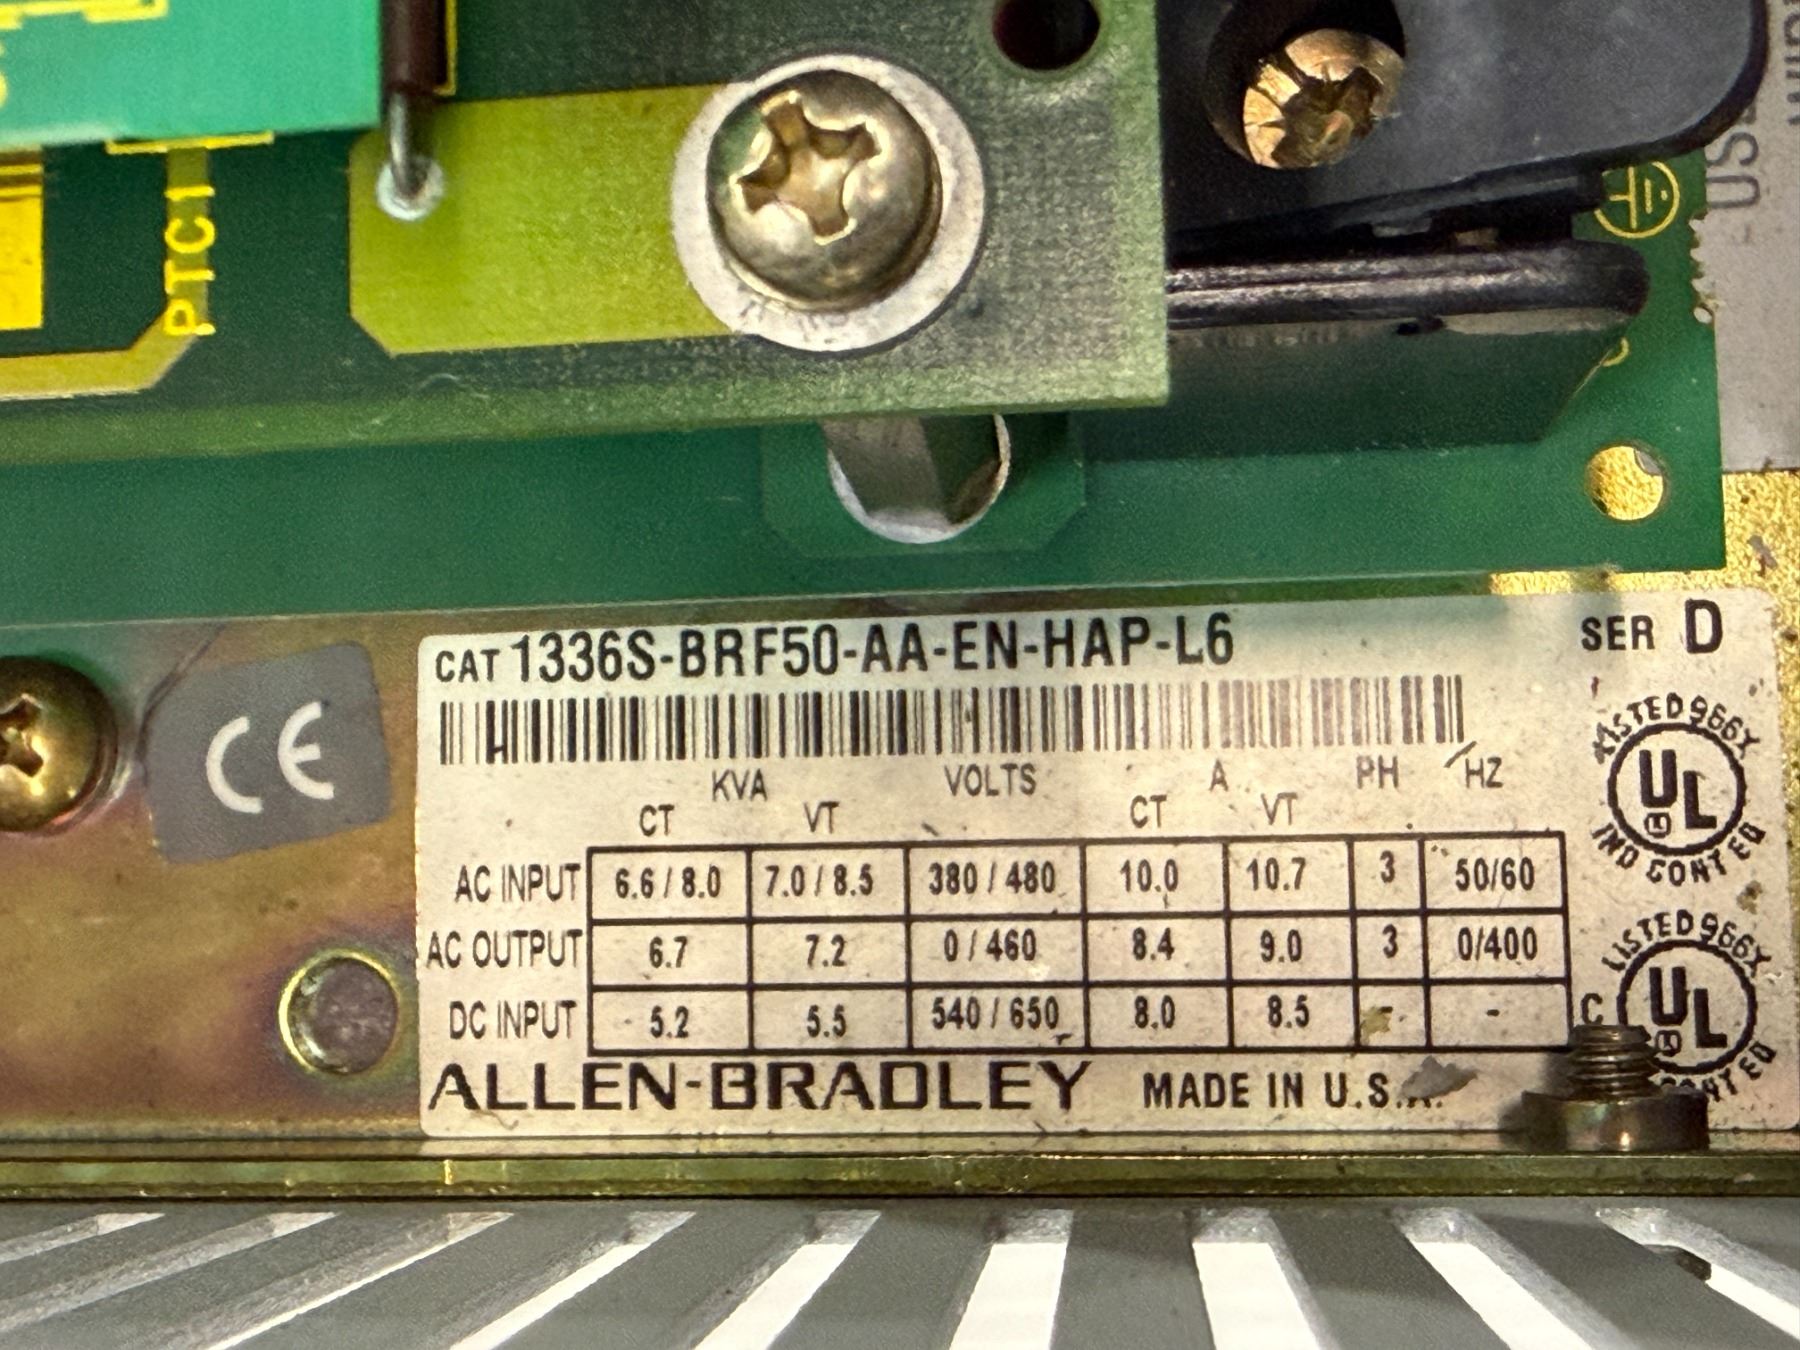 PTC1
CAT 1336S-BRF50-AA-EN-HAP-L6 SER D
CE
KVA VOLTS A PH HZ
CT VT CT VT
AC INPUT 6.6 / 8.0 7.0 / 8.5 380 / 480 10.0 10.7 3 50/60
AC OUTPUT 6.7 7.2 0 / 460 8.4 9.0 3 0/400
DC INPUT 5.2 5.5 540 / 650 8.0 8.5 - -
ALLEN-BRADLEY MADE IN U.S.A.
LISTED 966X
UL
IND CONT EQ
LISTED 966X
C UL
CONT EQ